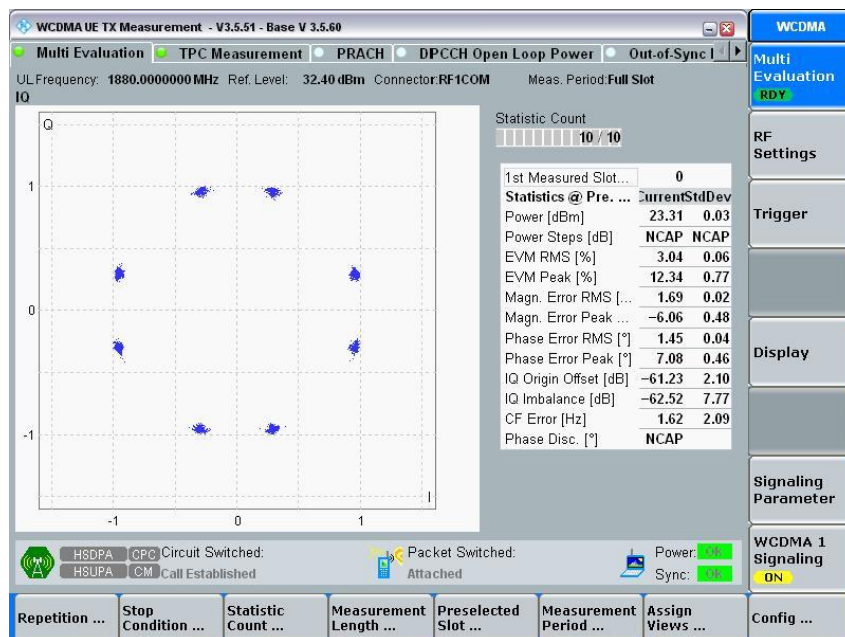 WCDMA UE TX Measurement - V3.5.51 - Base V 3.5.60
WCDMA
Multi Evaluation TPC Measurement PRACH DPCCH Open Loop Power Out-of-Sync
Multi Evaluation
RDY
UL Frequency: 1880.0000000 MHz Ref. Level: 32.40 dBm Connector:RF1COM Meas. Period:Full Slot
IQ
Q
1
0
-1
-1 0 1
I
Statistic Count
10 / 10
1st Measured Slot... 0
Statistics @ Pre. ... Current StdDev
Power [dBm] 23.31 0.03
Power Steps [dB] NCAP NCAP
EVM RMS [%] 3.04 0.06
EVM Peak [%] 12.34 0.77
Magn. Error RMS [... 1.69 0.02
Magn. Error Peak ... -6.06 0.48
Phase Error RMS [°] 1.45 0.04
Phase Error Peak [°] 7.08 0.46
IQ Origin Offset [dB] -61.23 2.10
IQ Imbalance [dB] -62.52 7.77
CF Error [Hz] 1.62 2.09
Phase Disc. [°] NCAP
RF Settings
Trigger
Display
Signaling Parameter
WCDMA 1 Signaling
ON
HSDPA CPC Circuit Switched: Packet Switched: Power: OK
HSUPA CM Call Established Attached Sync: OK
Repetition ...
Stop Condition ...
Statistic Count ...
Measurement Length ...
Preselected Slot ...
Measurement Period ...
Assign Views ...
Config ...